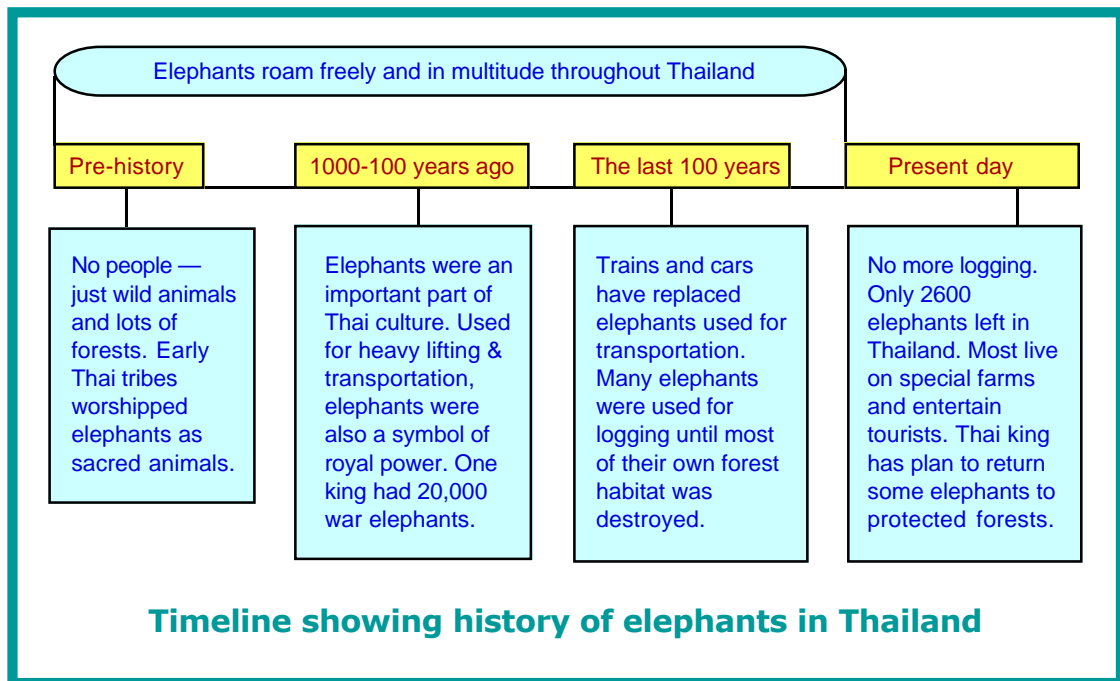 Elephants roam freely and in multitude throughout Thailand
Pre-history
1000-100 years ago
The last 100 years
Present day
No people —
just wild animals
and lots of
forests. Early
Thai tribes
worshipped
elephants as
sacred animals.
Elephants were an
important part of
Thai culture. Used
for heavy lifting &
transportation,
elephants were
also a symbol of
royal power. One
king had 20,000
war elephants.
Trains and cars
have replaced
elephants used for
transportation.
Many elephants
were used for
logging until most
of their own forest
habitat was
destroyed.
No more logging.
Only 2600
elephants left in
Thailand. Most live
on special farms
and entertain
tourists. Thai king
has plan to return
some elephants to
protected forests.
Timeline showing history of elephants in Thailand